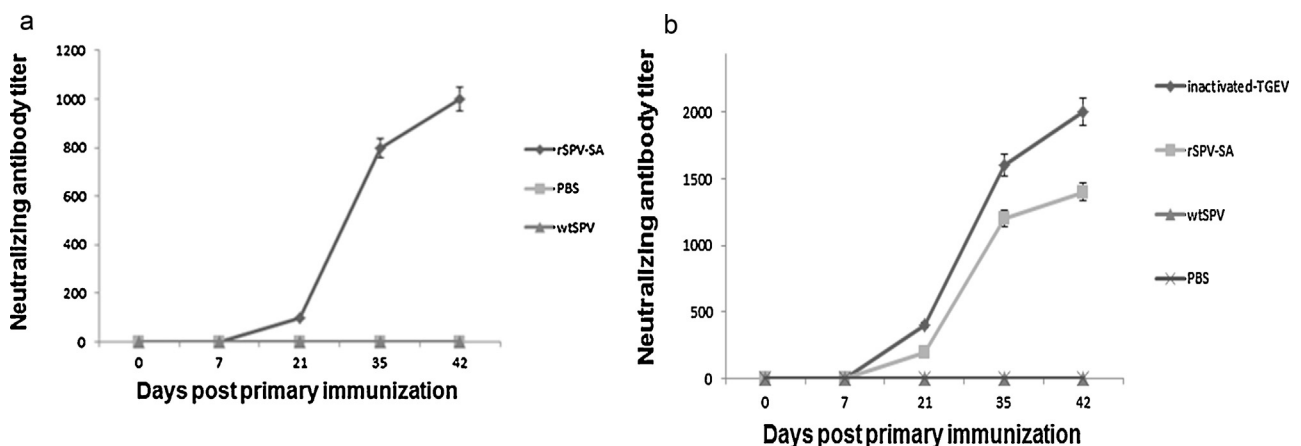 a
Neutralizing antibody titer
1200
1000
800
600
400
200
0
0 7 21 35 42
Days post primary immunization
rSPV-SA
PBS
wtSPV
b
Neutralizing antibody titer
2000
1500
1000
500
0
0 7 21 35 42
Days post primary immunization
inactivated-TGEV
rSPV-SA
wtSPV
PBS